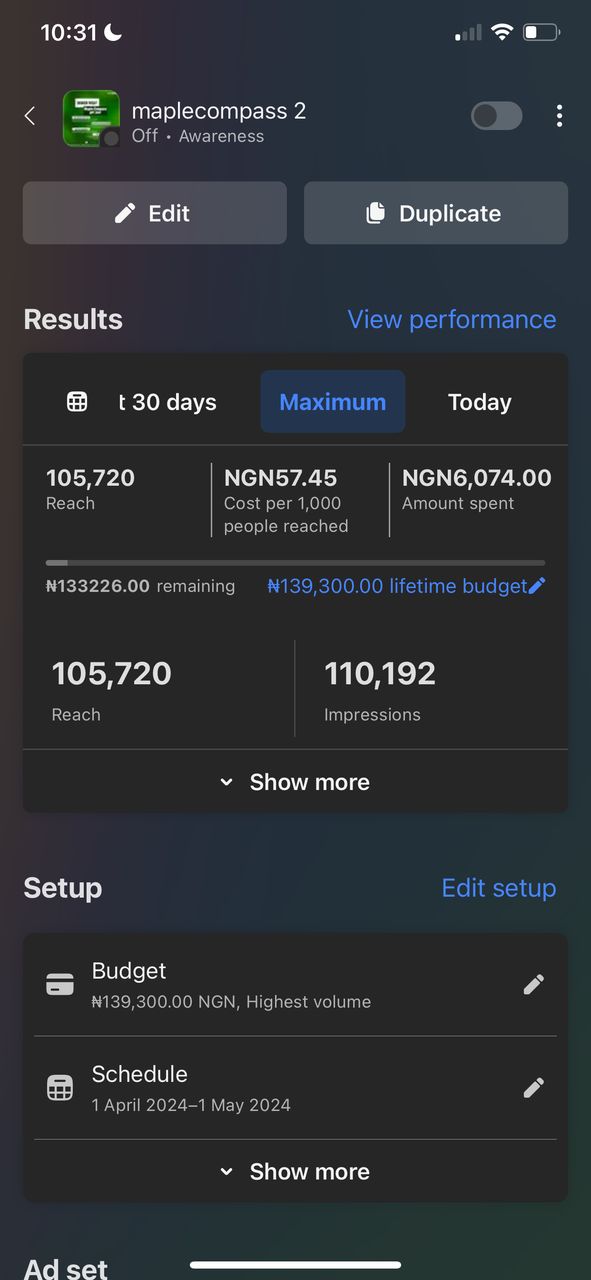 10:31
maplecompass 2
Off • Awareness
Edit
Duplicate
Results
View performance
t 30 days
Maximum
Today
105,720
Reach
NGN57.45
Cost per 1,000
people reached
NGN6,074.00
Amount spent
₦133226.00 remaining
₦139,300.00 lifetime budget
105,720
Reach
110,192
Impressions
Show more
Setup
Edit setup
Budget
₦139,300.00 NGN, Highest volume
Schedule
1 April 2024–1 May 2024
Show more
Ad set